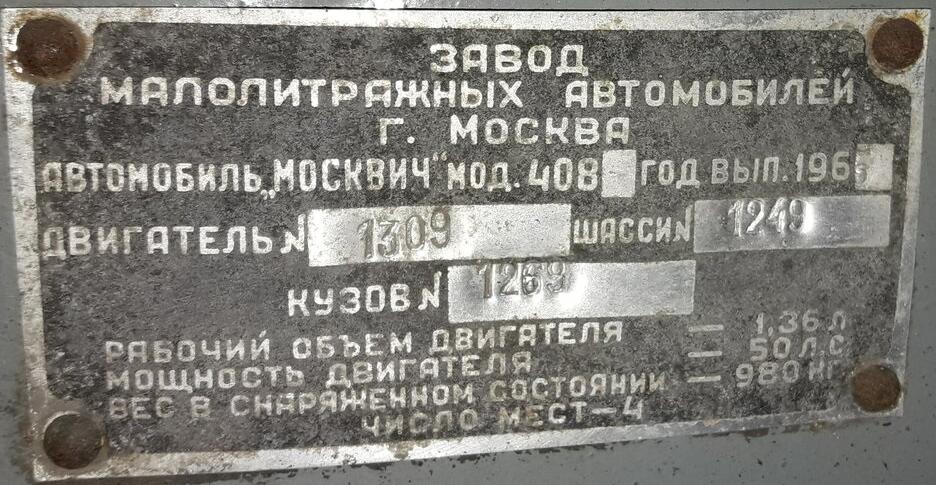 ЗАВОД
МАЛОЛИТРАЖНЫХ АВТОМОБИЛЕЙ
Г. МОСКВА
АВТОМОБИЛЬ „МОСКВИЧ“ МОД. 408 ГОД ВЫП. 1965
ДВИГАТЕЛЬ № 1309 ШАССИ № 1249
КУЗОВ № 1269
РАБОЧИЙ ОБЪЕМ ДВИГАТЕЛЯ — 1,36 Л
МОЩНОСТЬ ДВИГАТЕЛЯ — 50 Л.С.
ВЕС В СНАРЯЖЕННОМ СОСТОЯНИИ — 980 КГ
ЧИСЛО МЕСТ — 4